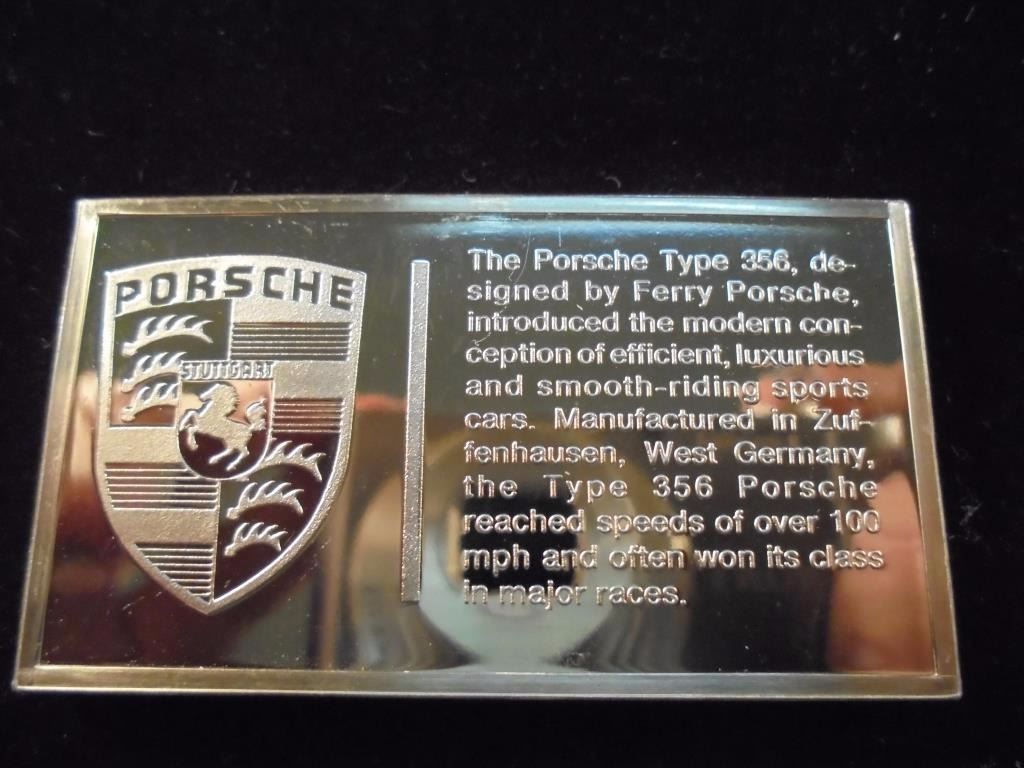 PORSCHE
STUTTGART
The Porsche Type 356, de-
signed by Ferry Porsche,
introduced the modern con-
ception of efficient, luxurious
and smooth-riding sports
cars. Manufactured in Zuf-
fenhausen, West Germany,
the Type 356 Porsche
reached speeds of over 100
mph and often won its class
in major races.